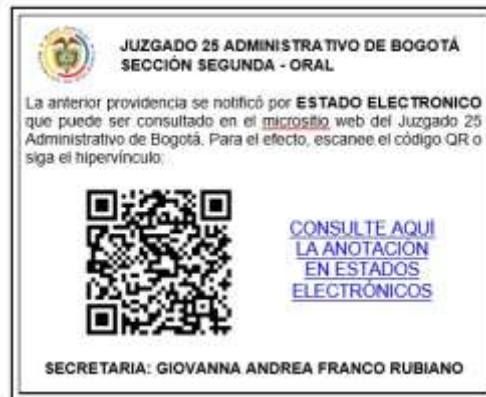 JUZGADO 25 ADMINISTRATIVO DE BOGOTÁ
SECCIÓN SEGUNDA - ORAL
La anterior providencia se notificó por ESTADO ELECTRONICO
que puede ser consultado en el micrositio web del Juzgado 25
Administrativo de Bogotá. Para el efecto, escanee el código QR o
siga el hipervínculo:
CONSULTE AQUÍ
LA ANOTACIÓN
EN ESTADOS
ELECTRÓNICOS
SECRETARIA: GIOVANNA ANDREA FRANCO RUBIANO